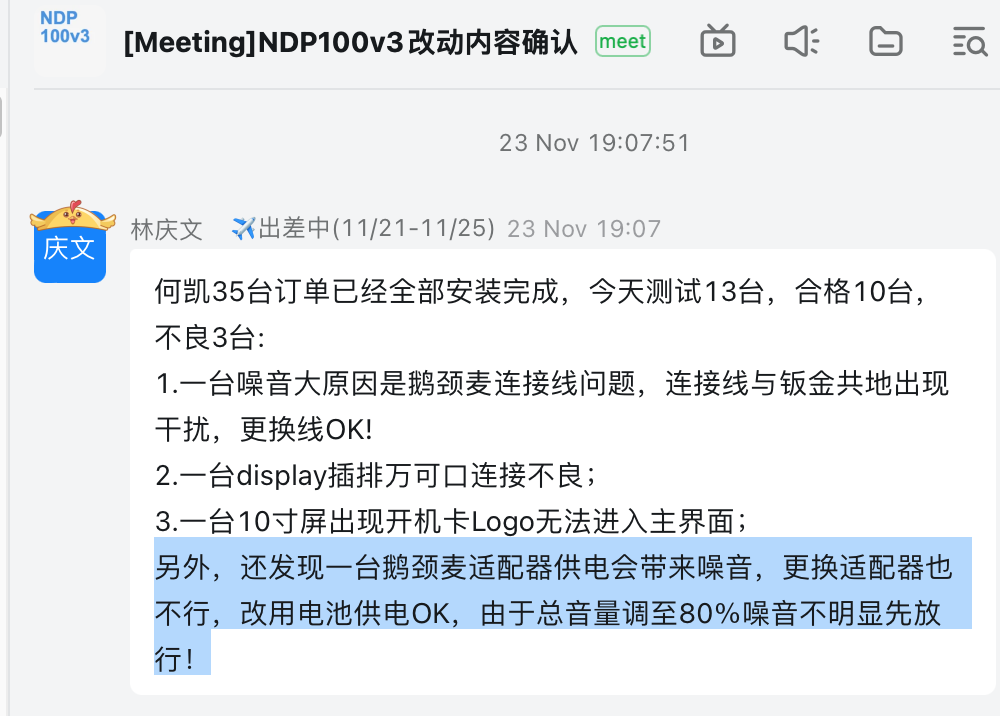 NDP
100v3
[Meeting]NDP100v3改动内容确认 meet
23 Nov 19:07:51
庆文
林庆文 ✈️出差中(11/21-11/25) 23 Nov 19:07
何凯35台订单已经全部安装完成，今天测试13台，合格10台，
不良3台:
1.一台噪音大原因是鹅颈麦连接线问题，连接线与钣金共地出现
干扰，更换线OK!
2.一台display插排万可口连接不良；
3.一台10寸屏出现开机卡Logo无法进入主界面；
另外，还发现一台鹅颈麦适配器供电会带来噪音，更换适配器也
不行，改用电池供电OK，由于总音量调至80%噪音不明显先放
行！